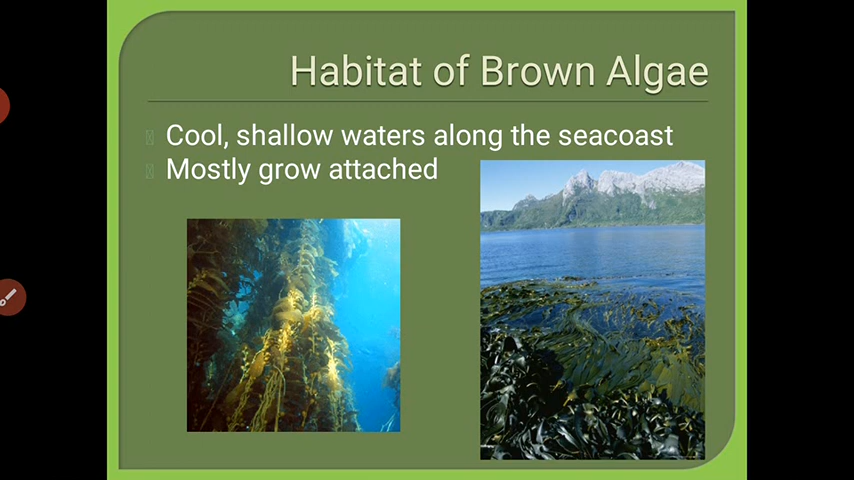 Habitat of Brown Algae
Cool, shallow waters along the seacoast
Mostly grow attached